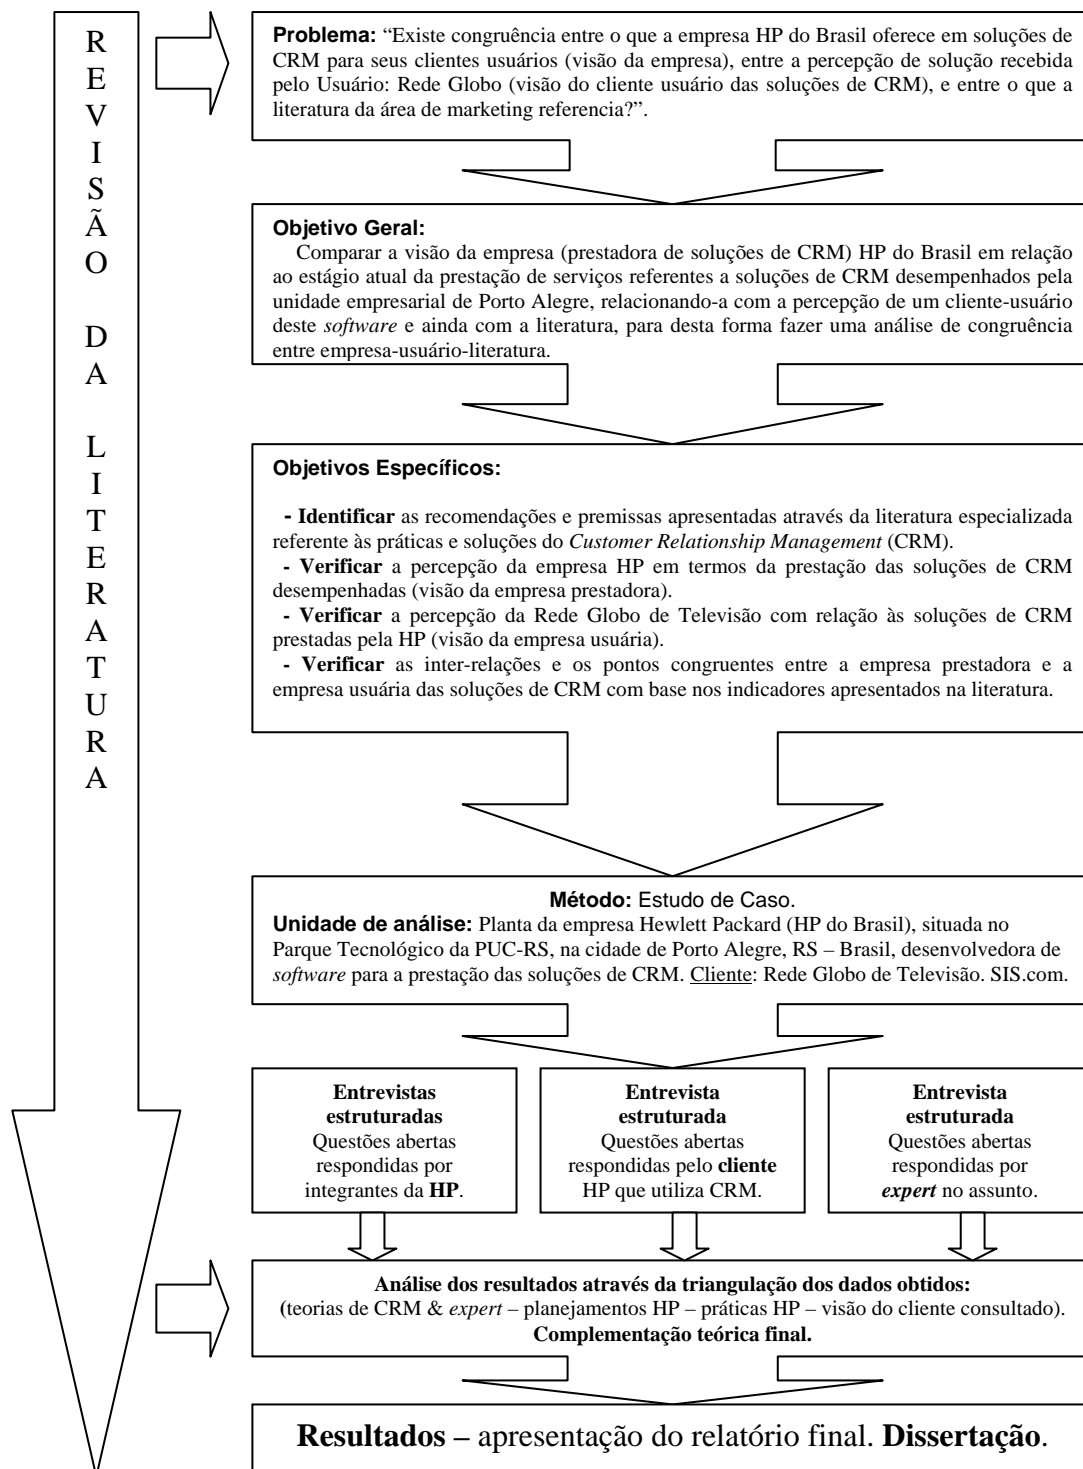 REVISÃO DA LITERATURA
Problema: “Existe congruência entre o que a empresa HP do Brasil oferece em soluções de
CRM para seus clientes usuários (visão da empresa), entre a percepção de solução recebida
pelo Usuário: Rede Globo (visão do cliente usuário das soluções de CRM), e entre o que a
literatura da área de marketing referencia?”.
Objetivo Geral:
Comparar a visão da empresa (prestadora de soluções de CRM) HP do Brasil em relação
ao estágio atual da prestação de serviços referentes a soluções de CRM desempenhados pela
unidade empresarial de Porto Alegre, relacionando-a com a percepção de um cliente-usuário
deste software e ainda com a literatura, para desta forma fazer uma análise de congruência
entre empresa-usuário-literatura.
Objetivos Específicos:
- Identificar as recomendações e premissas apresentadas através da literatura especializada
referente às práticas e soluções do Customer Relationship Management (CRM).
- Verificar a percepção da empresa HP em termos da prestação das soluções de CRM
desempenhadas (visão da empresa prestadora).
- Verificar a percepção da Rede Globo de Televisão com relação às soluções de CRM
prestadas pela HP (visão da empresa usuária).
- Verificar as inter-relações e os pontos congruentes entre a empresa prestadora e a
empresa usuária das soluções de CRM com base nos indicadores apresentados na literatura.
Método: Estudo de Caso.
Unidade de análise: Planta da empresa Hewlett Packard (HP do Brasil), situada no
Parque Tecnológico da PUC-RS, na cidade de Porto Alegre, RS – Brasil, desenvolvedora de
software para a prestação das soluções de CRM. Cliente: Rede Globo de Televisão. SIS.com.
Entrevistas
estruturadas
Questões abertas
respondidas por
integrantes da HP.
Entrevista
estruturada
Questões abertas
respondidas pelo cliente
HP que utiliza CRM.
Entrevista
estruturada
Questões abertas
respondidas por
expert no assunto.
Análise dos resultados através da triangulação dos dados obtidos:
(teorias de CRM & expert – planejamentos HP – práticas HP – visão do cliente consultado).
Complementação teórica final.
Resultados – apresentação do relatório final. Dissertação.